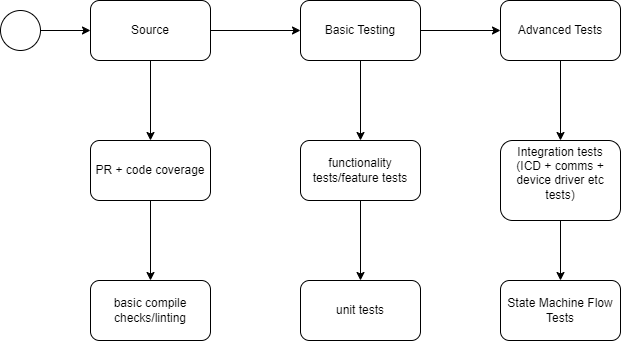 Source
Basic Testing
Advanced Tests
PR + code coverage
functionality
tests/feature tests
Integration tests
(ICD + comms +
device driver etc
tests)
basic compile
checks/linting
unit tests
State Machine Flow
Tests